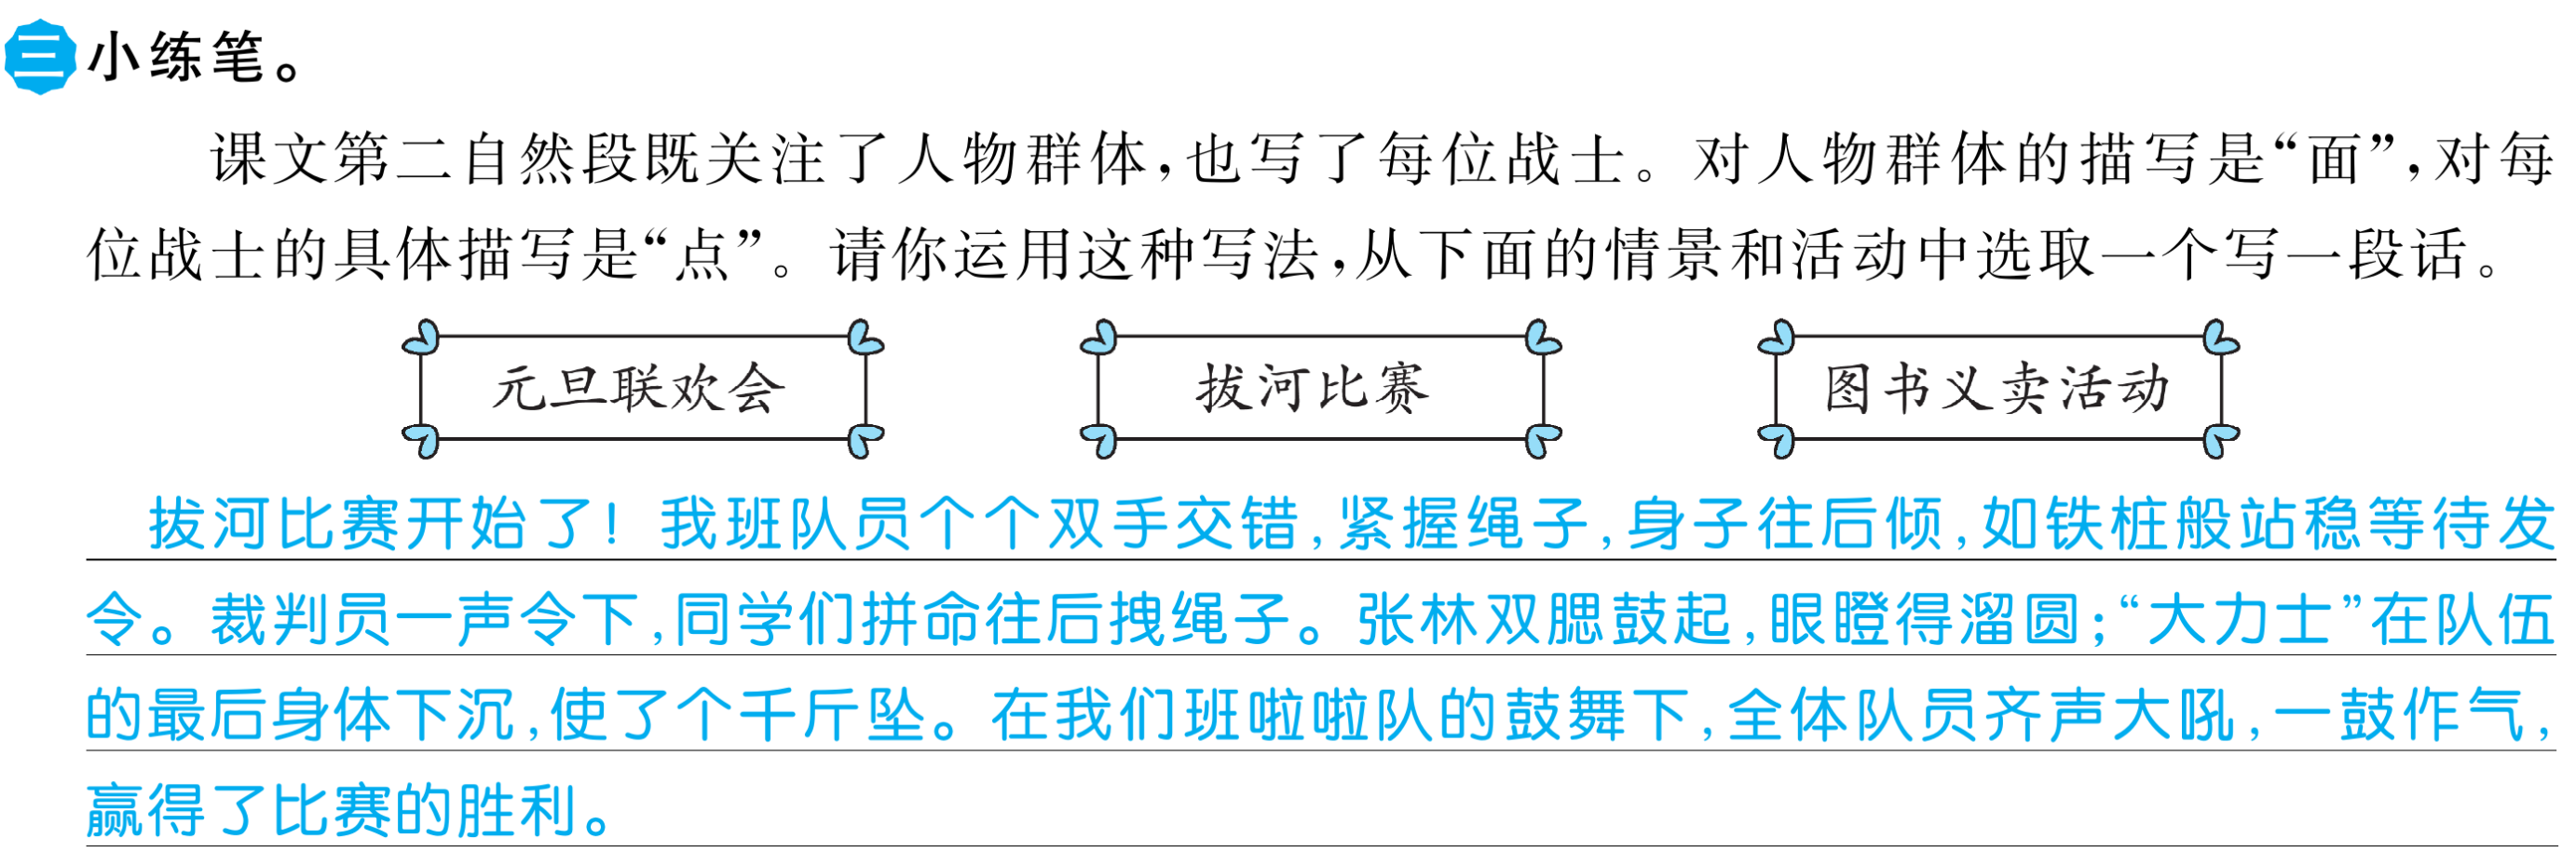 三 小练笔。
课文第二自然段既关注了人物群体,也写了每位战士。对人物群体的描写是“面”,对每
位战士的具体描写是“点”。请你运用这种写法,从下面的情景和活动中选取一个写一段话。
元旦联欢会 拔河比赛 图书义卖活动
拔河比赛开始了!我班队员个个双手交错,紧握绳子,身子往后倾,如铁桩般站稳等待发
令。裁判员一声令下,同学们拼命往后拽绳子。张林双腮鼓起,眼瞪得溜圆;“大力士”在队伍
的最后身体下沉,使了个千斤坠。在我们班啦啦队的鼓舞下,全体队员齐声大吼,一鼓作气,
赢得了比赛的胜利。